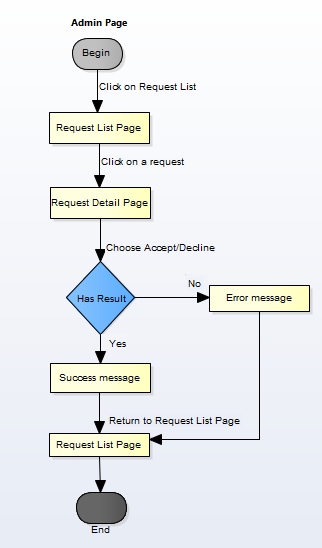 Admin Page
Begin
Click on Request List
Request List Page
Click on a request
Request Detail Page
Choose Accept/Decline
Has Result
No
Error message
Yes
Success message
Return to Request List Page
Request List Page
End